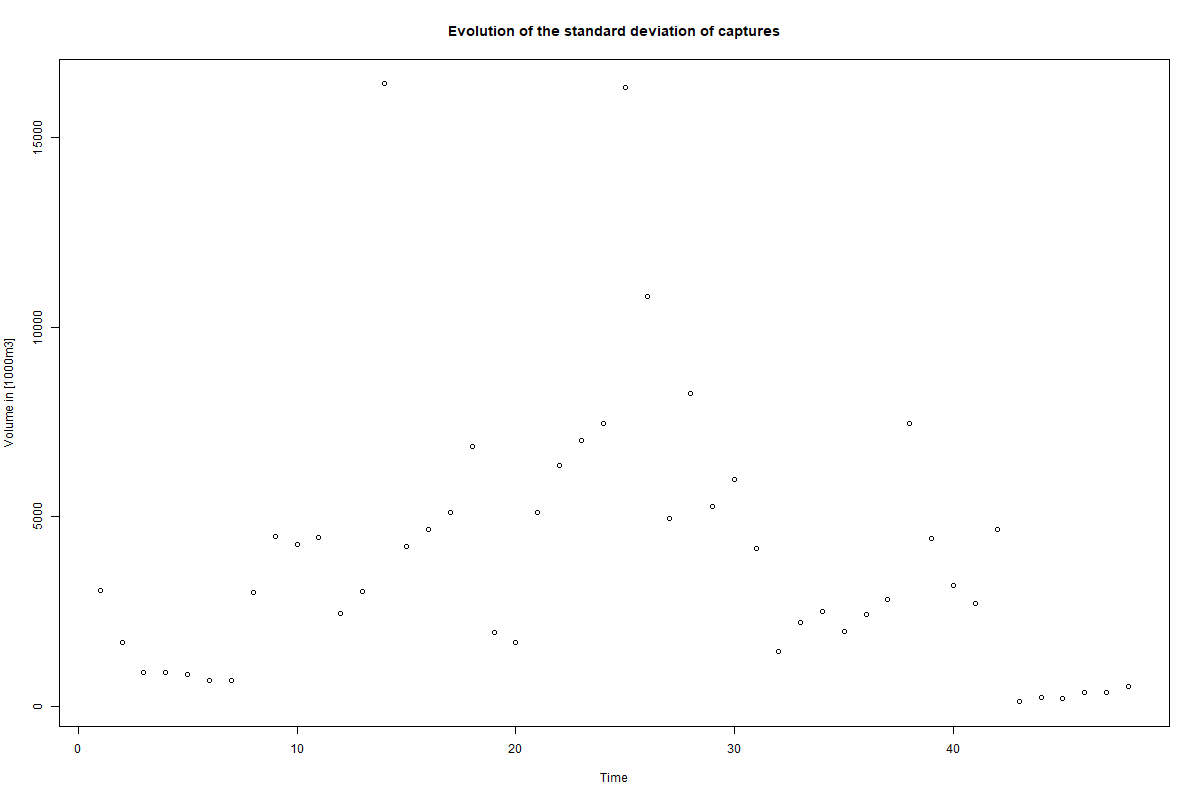 Evolution of the standard deviation of captures
Volume in [1000m3]
15000
10000
5000
0
0 10 20 30 40
Time